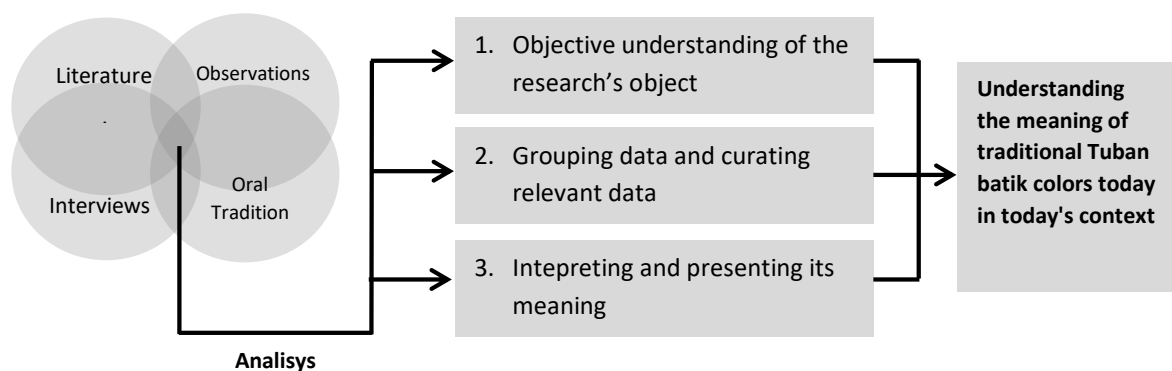 Literature
Observations
.
Interviews
Oral
Tradition
Analisys
1. Objective understanding of the
research’s object
2. Grouping data and curating
relevant data
3. Intepreting and presenting its
meaning
Understanding
the meaning of
traditional Tuban
batik colors today
in today's context